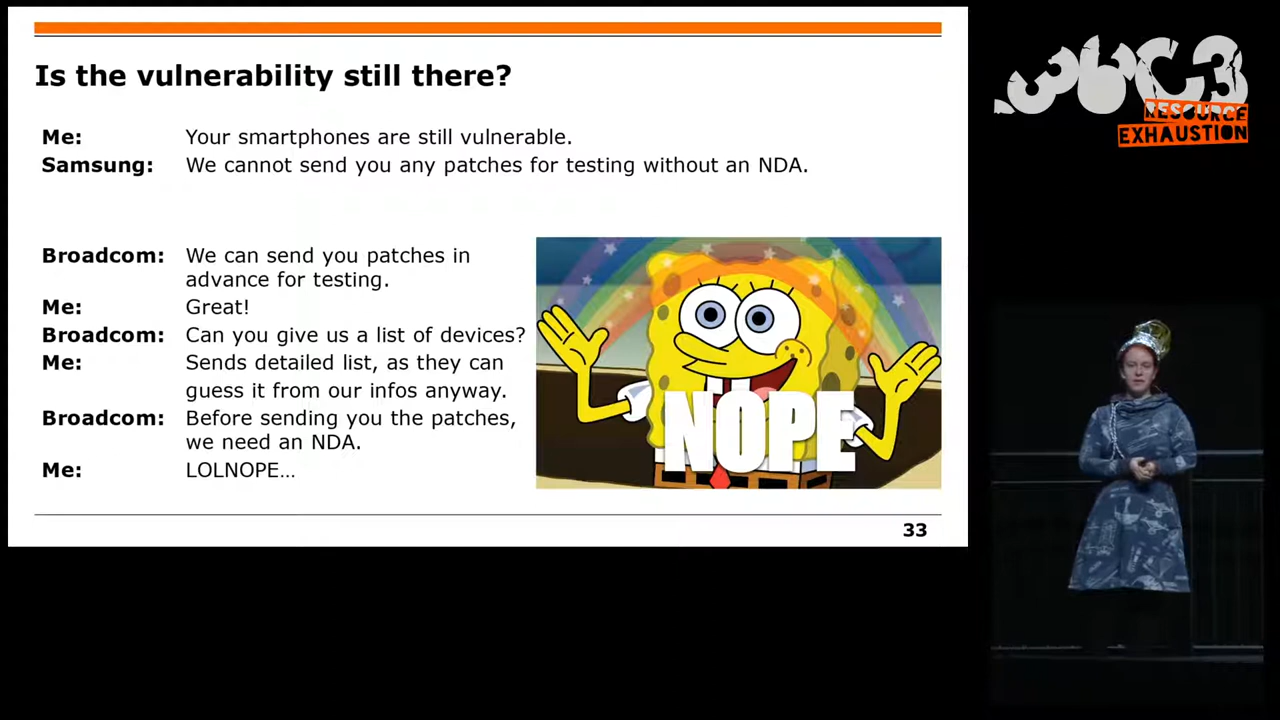 Is the vulnerability still there?
Me: Your smartphones are still vulnerable.
Samsung: We cannot send you any patches for testing without an NDA.
Broadcom: We can send you patches in
advance for testing.
Me: Great!
Broadcom: Can you give us a list of devices?
Me: Sends detailed list, as they can
guess it from our infos anyway.
Broadcom: Before sending you the patches,
we need an NDA.
Me: LOLNOPE…
NOPE
33
36C3
RESOURCE
EXHAUSTION